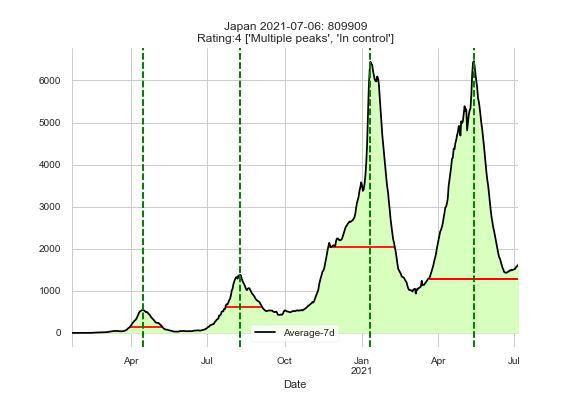 Japan 2021-07-06: 809909
Rating:4 ['Multiple peaks', 'In control']
6000
5000
4000
3000
2000
1000
0
Average-7d
Apr
Jul
Oct
Jan
2021
Apr
Jul
Date